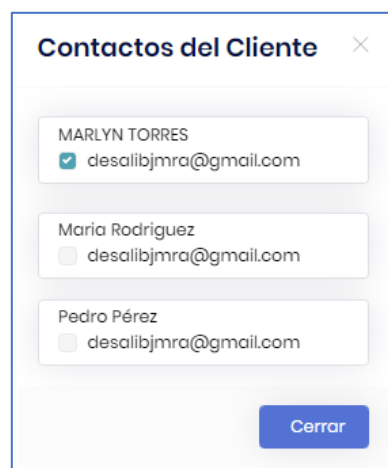 Contactos del Cliente
MARLYN TORRES
desalibjmra@gmail.com
Maria Rodriguez
desalibjmra@gmail.com
Pedro Pérez
desalibjmra@gmail.com
Cerrar